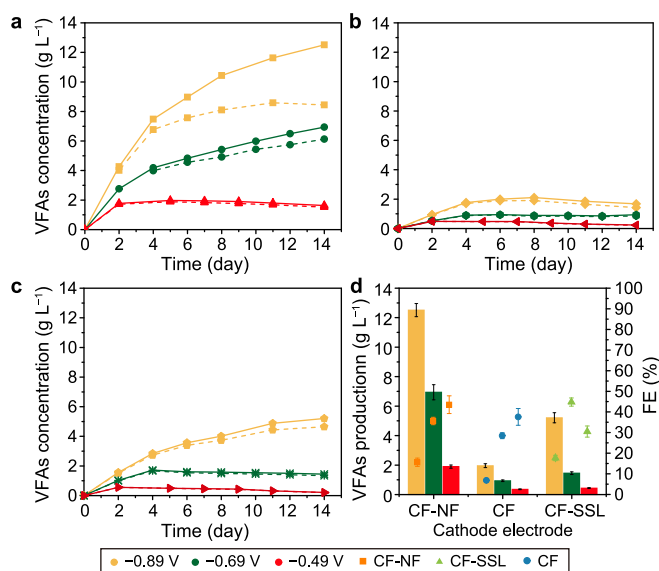 a
14
12
10
8
6
4
2
0
VFAs concentration (g L⁻¹)
0 2 4 6 8 10 12 14
Time (day)
b
14
12
10
8
6
4
2
0
0 2 4 6 8 10 12 14
Time (day)
c
14
12
10
8
6
4
2
0
VFAs concentration (g L⁻¹)
0 2 4 6 8 10 12 14
Time (day)
d
14
12
10
8
6
4
2
0
VFAs productionn (g L⁻¹)
100
90
80
70
60
50
40
30
20
10
0
FE (%)
CF-NF CF CF-SSL
Cathode electrode
−0.89 V −0.69 V −0.49 V CF-NF CF-SSL CF